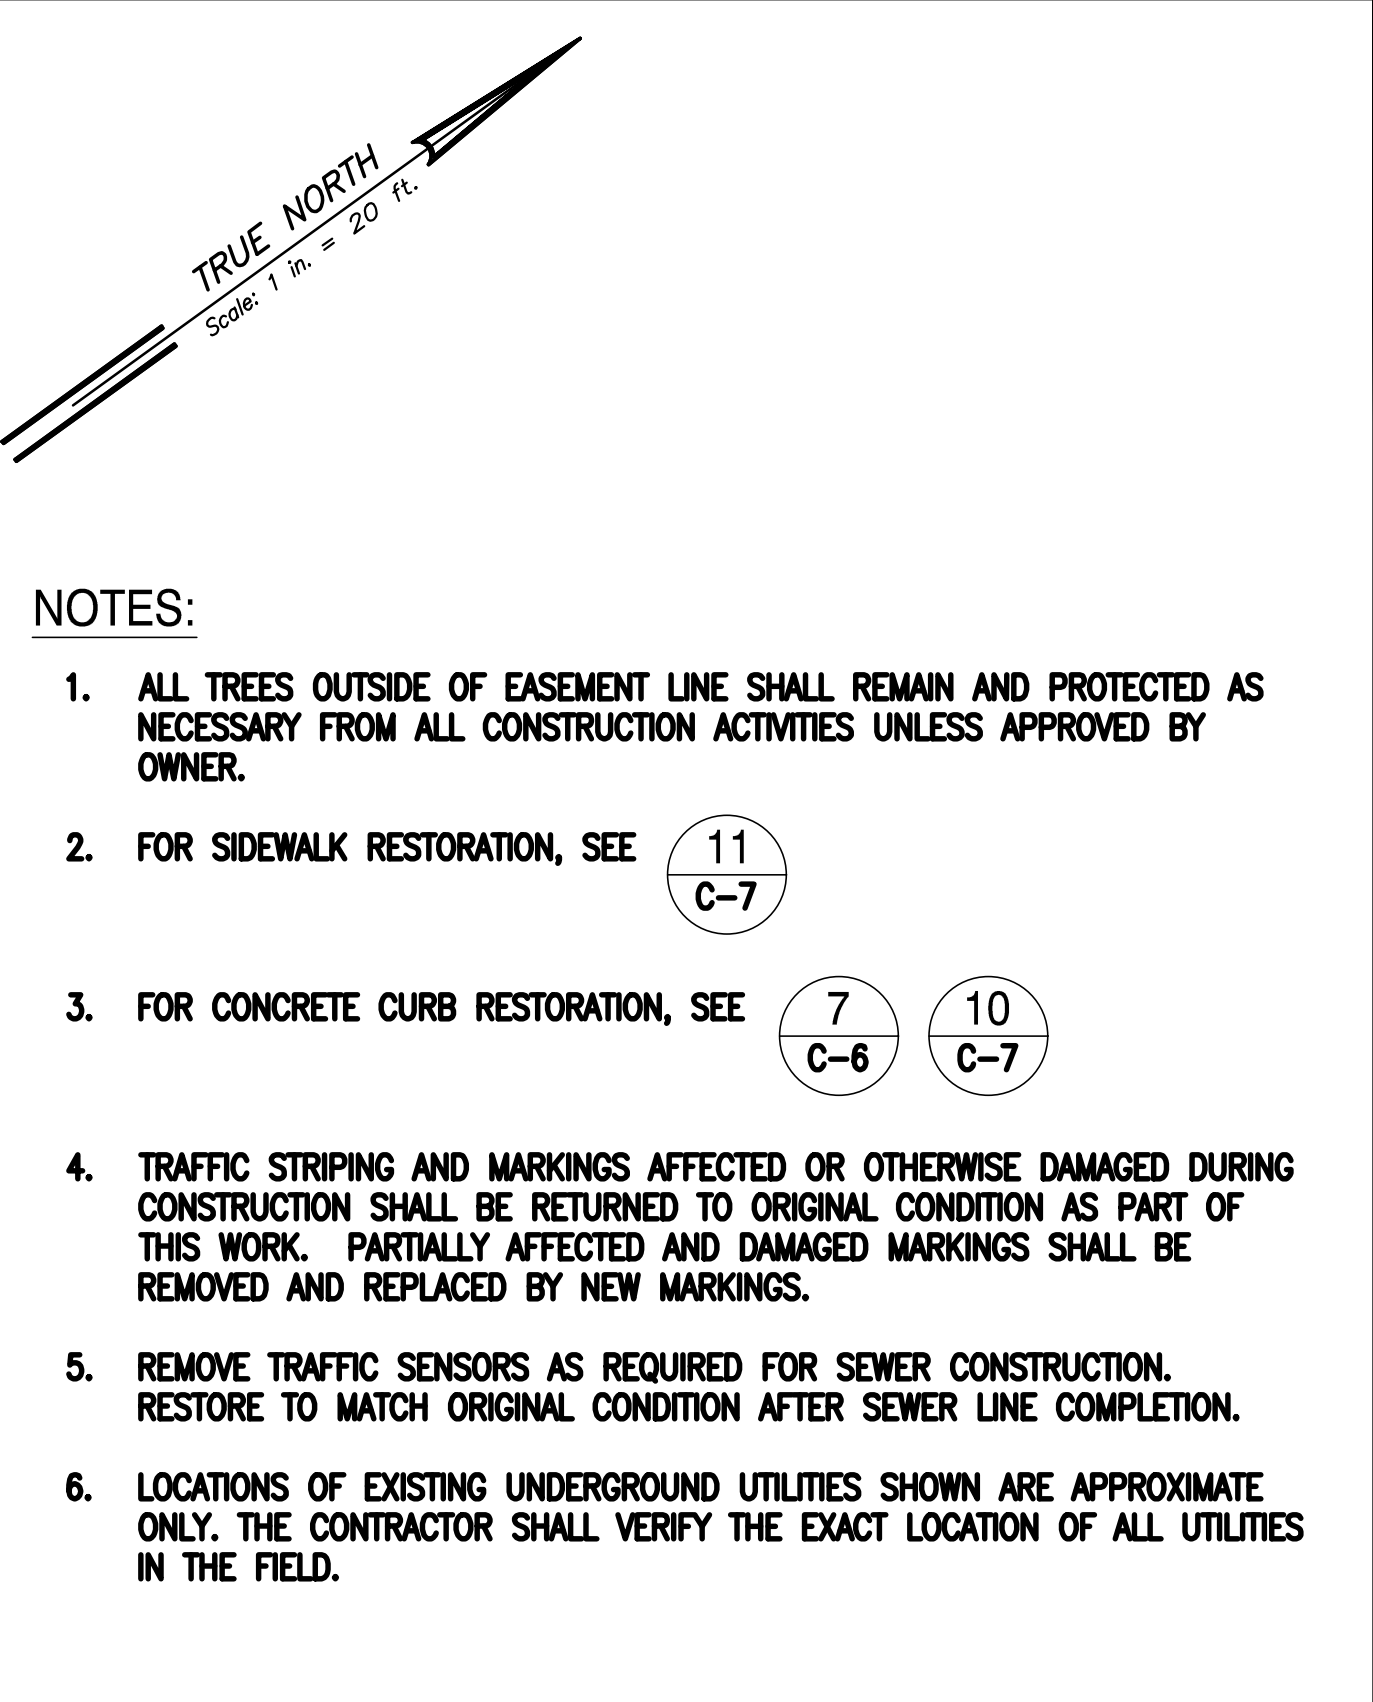 TRUE NORTH
Scale: 1 in. = 20 ft.
NOTES:
1. ALL TREES OUTSIDE OF EASEMENT LINE SHALL REMAIN AND PROTECTED AS
NECESSARY FROM ALL CONSTRUCTION ACTIVITIES UNLESS APPROVED BY
OWNER.
2. FOR SIDEWALK RESTORATION, SEE
11
C-7
3. FOR CONCRETE CURB RESTORATION, SEE
7
C-6
10
C-7
4. TRAFFIC STRIPING AND MARKINGS AFFECTED OR OTHERWISE DAMAGED DURING
CONSTRUCTION SHALL BE RETURNED TO ORIGINAL CONDITION AS PART OF
THIS WORK. PARTIALLY AFFECTED AND DAMAGED MARKINGS SHALL BE
REMOVED AND REPLACED BY NEW MARKINGS.
5. REMOVE TRAFFIC SENSORS AS REQUIRED FOR SEWER CONSTRUCTION.
RESTORE TO MATCH ORIGINAL CONDITION AFTER SEWER LINE COMPLETION.
6. LOCATIONS OF EXISTING UNDERGROUND UTILITIES SHOWN ARE APPROXIMATE
ONLY. THE CONTRACTOR SHALL VERIFY THE EXACT LOCATION OF ALL UTILITIES
IN THE FIELD.